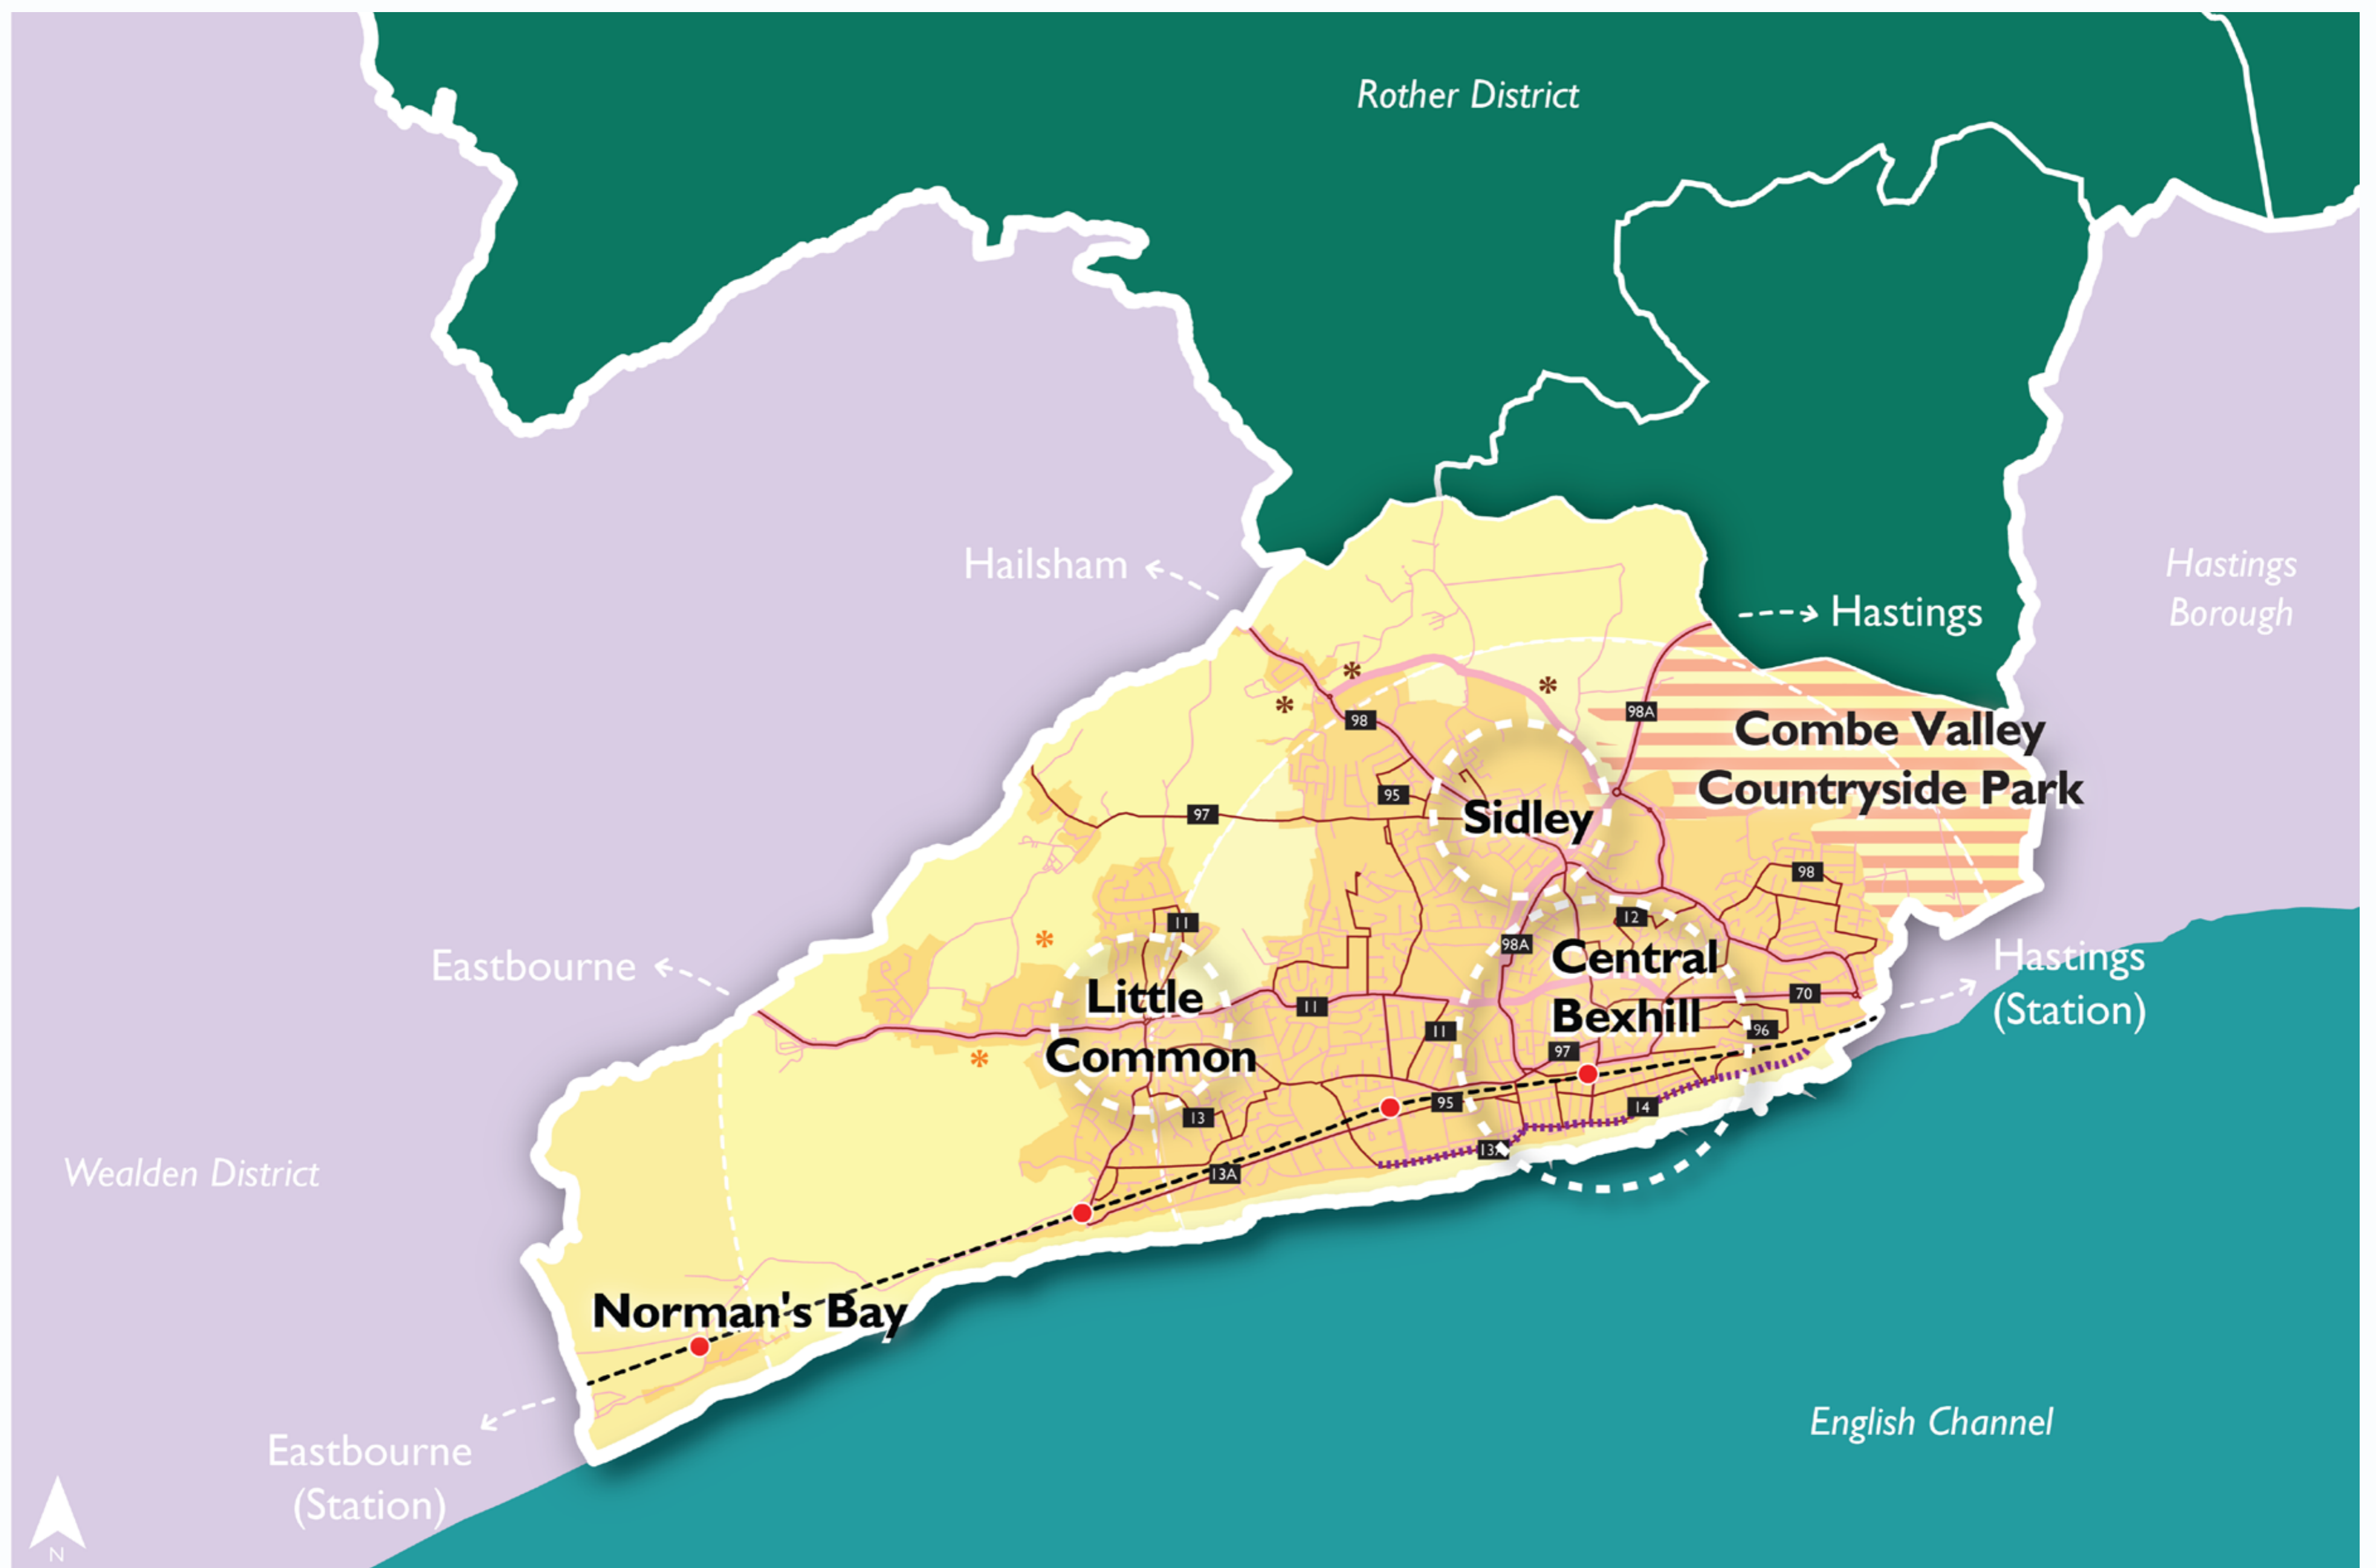 Rother District
Hailsham
Hastings
Hastings
Borough
98
98A
Combe Valley
Countryside Park
95
97
Sidley
98
11
12
98A
Central
Bexhill
Eastbourne
Little
Common
11
11
70
96
97
Hastings
(Station)
95
14
13
13A
13A
Wealden District
Norman's Bay
Eastbourne
(Station)
English Channel
N